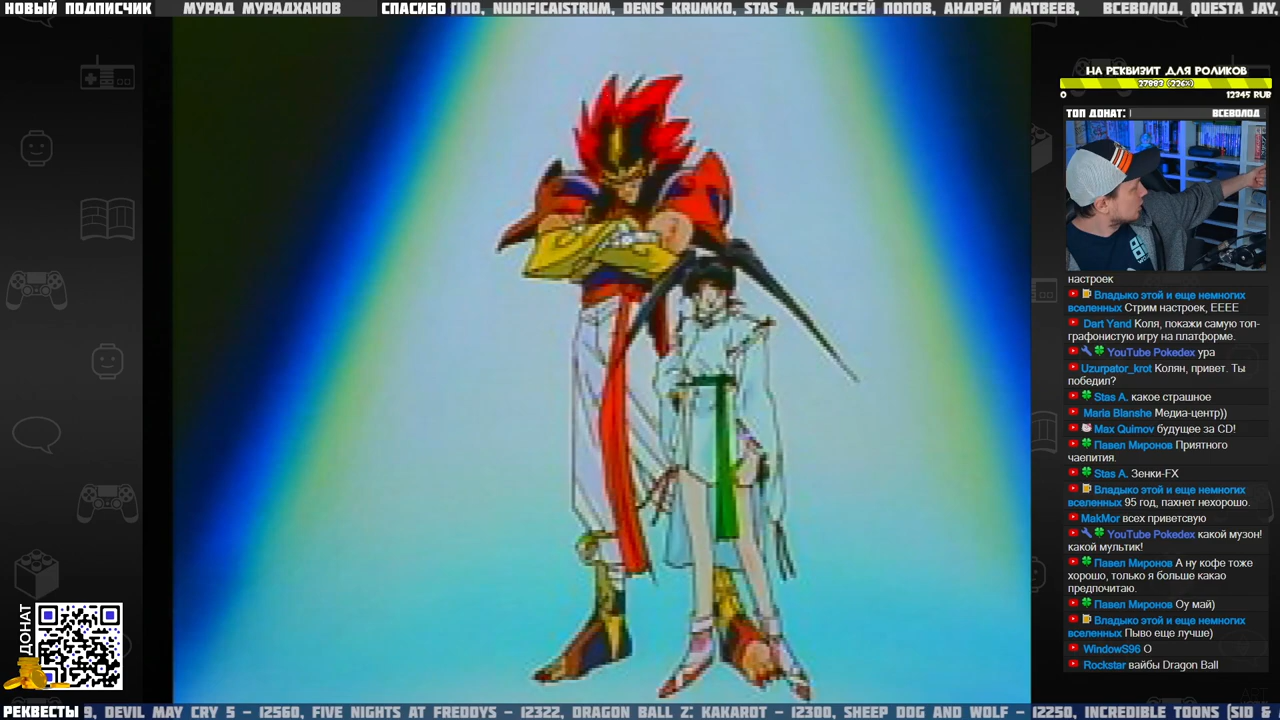 НОВЫЙ ПОДПИСЧИК МУРАД МУРАДХАНОВ СПАСИБО ГІДО, NUDIFICAISTRUM, DENIS KRUMKO, STAS A., АЛЕКСЕЙ ПОПОВ, АНДРЕЙ МАТВЕЕВ, ВСЕВОЛОД, QUESTA JAY,
НА РЕКВИЗИТ ДЛЯ РОЛИКОВ
27883 (226%)
0 12345 RUB
ТОП ДОНАТ: ВСЕВОЛОД
настроек
Владыко этой и еще немногих
вселенных Стрим настроек, ЕЕЕЕ
Dart Yand Коля, покажи самую топ-
графонистую игру на платформе.
YouTube Pokedex ура
Uzurpator_krot Колян, привет. Ты
победил?
Stas A. какое страшное
Maria Blanshe Медиа-центр))
Max Quimov будущее за CD!
Павел Миронов Приятного
чаепития.
Stas A. Зенки-FX
Владыко этой и еще немногих
вселенных 95 год, пахнет нехорошо.
MakMor всех приветсвую
YouTube Pokedex какой музон!
какой мультик!
Павел Миронов А ну кофе тоже
хорошо, только я больше какао
предпочитаю.
Павел Миронов Оу май)
Владыко этой и еще немногих
вселенных Пыво еще лучше)
WindowS96 О
Rockstar вайбы Dragon Ball
ДОНАТ
РЕКВЕСТЫ 9, DEVIL MAY CRY 5 - 12560, FIVE NIGHTS AT FREDDYS - 12322, DRAGON BALL Z: KAKAROT - 12300, SHEEP DOG AND WOLF - 12250, INCREDIBLE TOONS (SID &